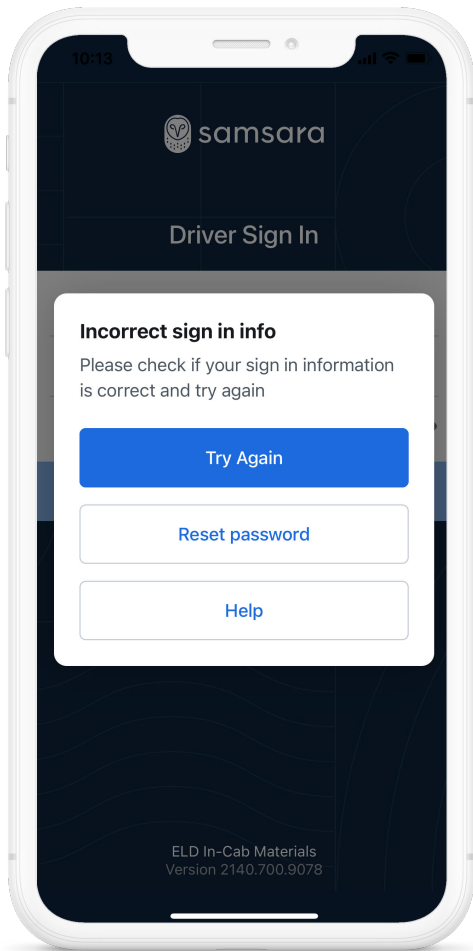 10:13
samsara
Driver Sign In
Incorrect sign in info
Please check if your sign in information
is correct and try again
Try Again
Reset password
Help
ELD In-Cab Materials
Version 2140.700.9078